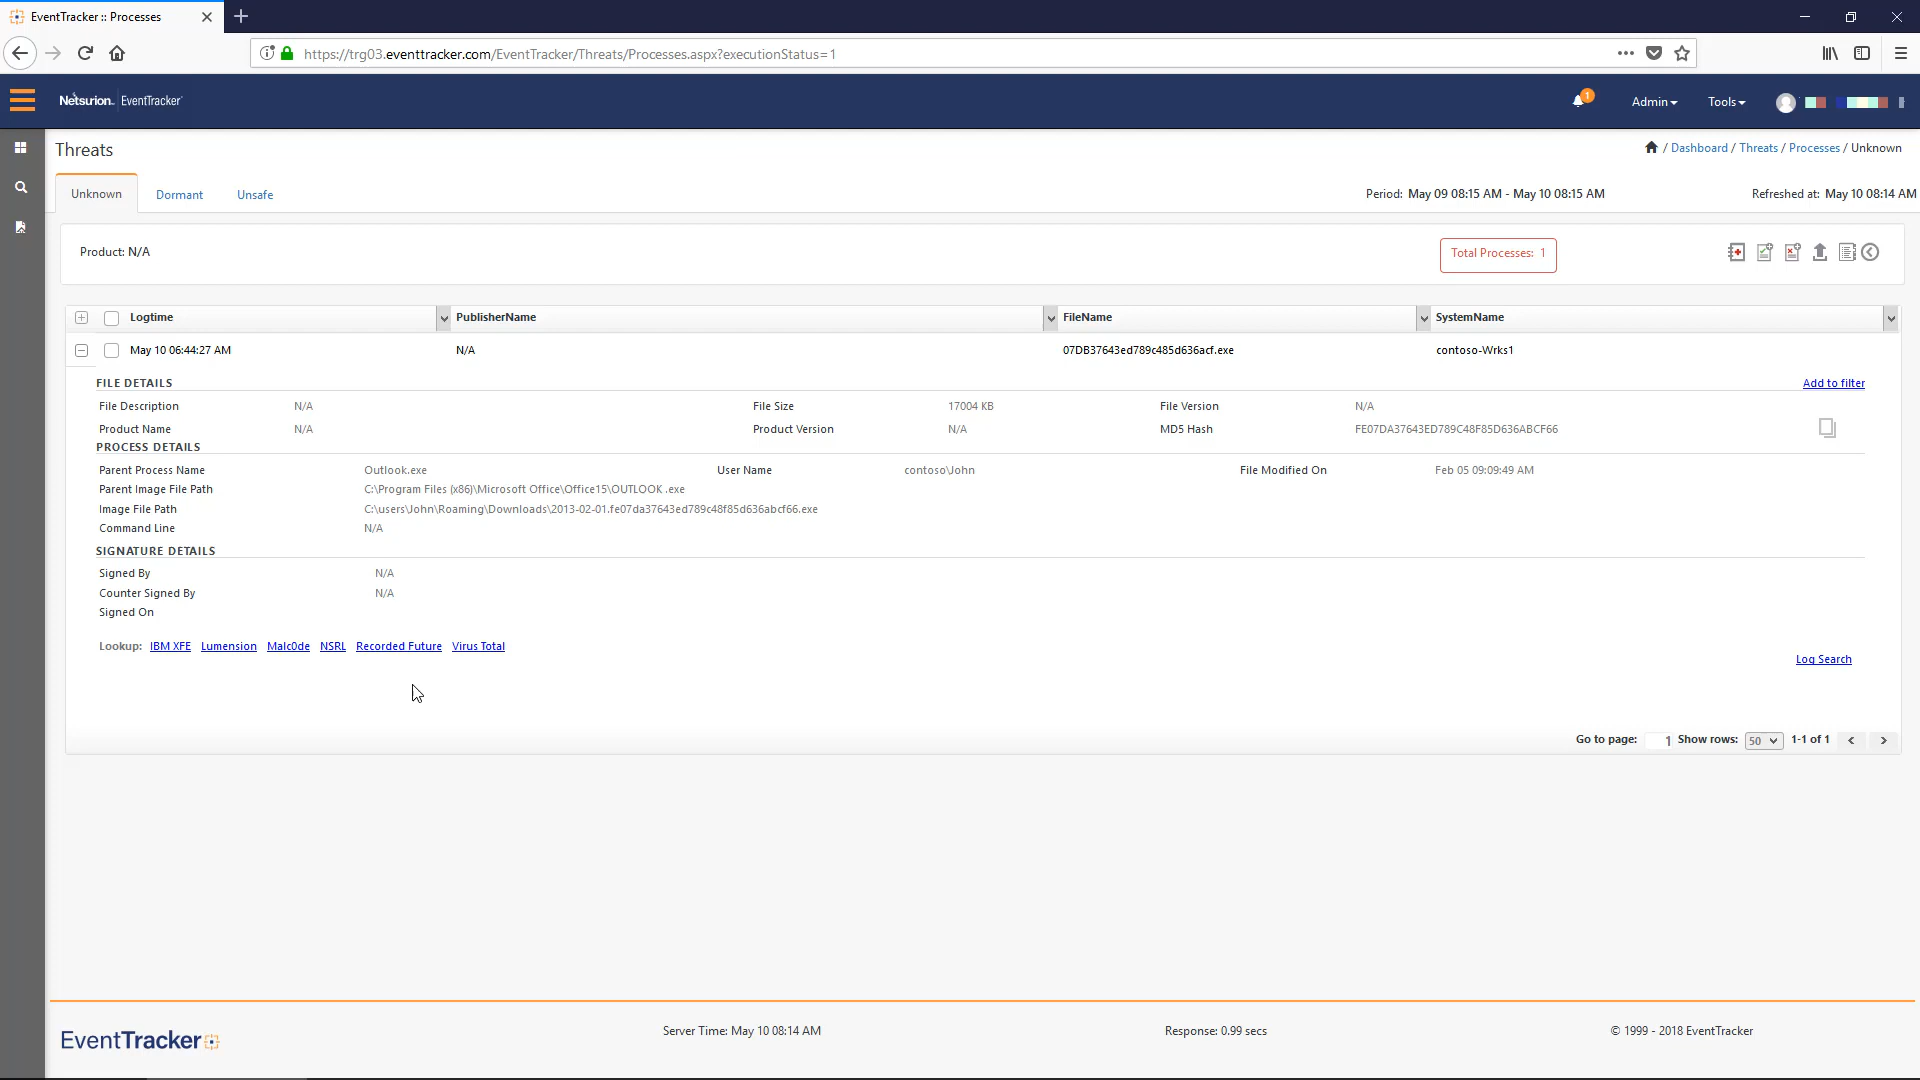 EventTracker :: Processes
https://trg03.eventtracker.com/EventTracker/Threats/Processes.aspx?executionStatus=1
Netsurion EventTracker
1
Admin
Tools
Threats
/ Dashboard / Threats / Processes / Unknown
Unknown Dormant Unsafe
Period: May 09 08:15 AM - May 10 08:15 AM
Refreshed at: May 10 08:14 AM
Product: N/A
Total Processes: 1
Logtime PublisherName FileName SystemName
May 10 06:44:27 AM N/A 07DB37643ed789c485d636acf.exe contoso-Wrks1
FILE DETAILS
Add to filter
File Description N/A File Size 17004 KB File Version N/A
Product Name N/A Product Version N/A MD5 Hash FE07DA37643ED789C48F85D636ABCF66
PROCESS DETAILS
Parent Process Name Outlook.exe User Name contoso\John File Modified On Feb 05 09:09:49 AM
Parent Image File Path C:\Program Files (x86)\Microsoft Office\Office15\OUTLOOK .exe
Image File Path C:\users\John\Roaming\Downloads\2013-02-01.fe07da37643ed789c48f85d636abcf66.exe
Command Line N/A
SIGNATURE DETAILS
Signed By N/A
Counter Signed By N/A
Signed On
Lookup: IBM XFE Lumension Malc0de NSRL Recorded Future Virus Total
Log Search
Go to page: 1 Show rows: 50 1-1 of 1
EventTracker
Server Time: May 10 08:14 AM
Response: 0.99 secs
© 1999 - 2018 EventTracker